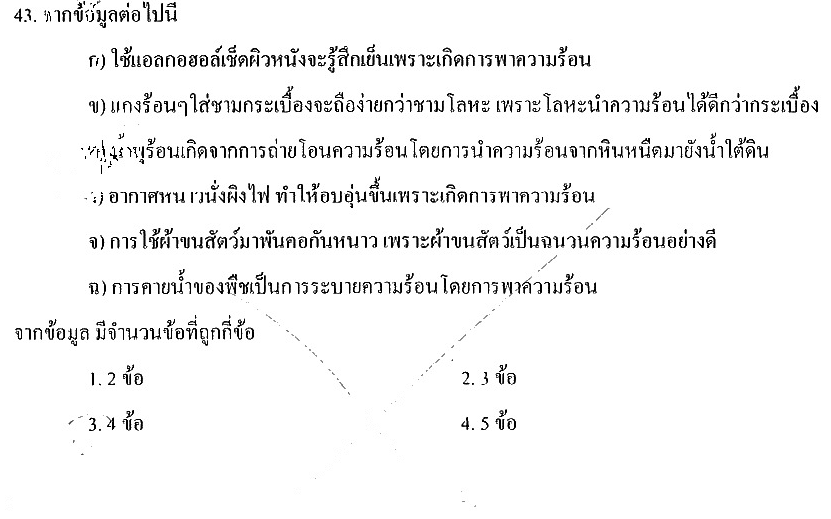 43. จากข้อมูลต่อไปนี้
ก) ใช้แอลกอฮอล์เช็ดผิวหนังจะรู้สึกเย็นเพราะเกิดการพาความร้อน
ข) แกงร้อนๆใส่ชามกระเบื้องจะถือง่ายกว่าชามโลหะ เพราะโลหะนำความร้อนได้ดีกว่ากระเบื้อง
น้ำพุร้อนเกิดจากการถ่ายโอนความร้อนโดยการนำความร้อนจากหินหนืดมายังน้ำใต้ดิน
อากาศหนาวนั่งผิงไฟ ทำให้อบอุ่นขึ้นเพราะเกิดการพาความร้อน
จ) การใช้ผ้าขนสัตว์มาพันคอกันหนาว เพราะผ้าขนสัตว์เป็นฉนวนความร้อนอย่างดี
ฉ) การคายน้ำของพืชเป็นการระบายความร้อนโดยการพาความร้อน
จากข้อมูล มีจำนวนข้อที่ถูกกี่ข้อ
1. 2 ข้อ 2. 3 ข้อ
3. 4 ข้อ 4. 5 ข้อ